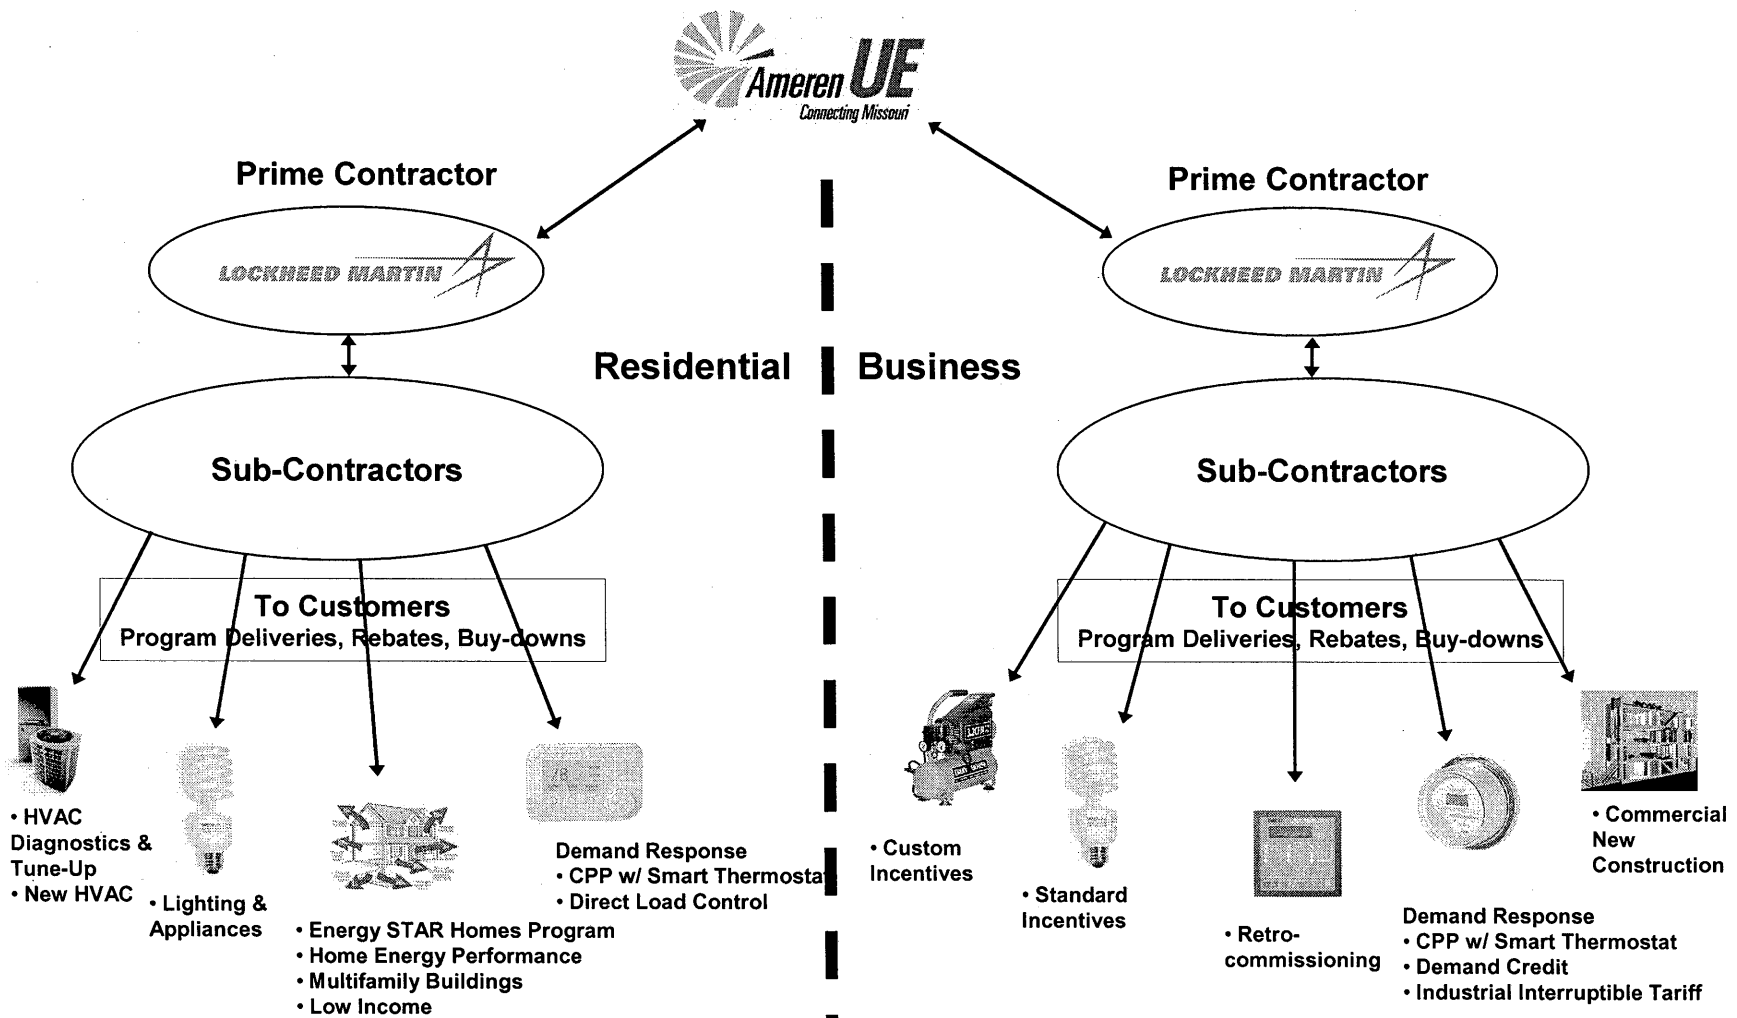 Ameren UE
Connecting Missouri
Prime Contractor
LOCKHEED MARTIN
Residential
Sub-Contractors
To Customers
Program Deliveries, Rebates, Buy-downs
• HVAC
Diagnostics &
Tune-Up
• New HVAC
• Lighting &
Appliances
• Energy STAR Homes Program
• Home Energy Performance
• Multifamily Buildings
• Low Income
Demand Response
• CPP w/ Smart Thermostat
• Direct Load Control
Prime Contractor
LOCKHEED MARTIN
Business
Sub-Contractors
To Customers
Program Deliveries, Rebates, Buy-downs
• Custom
Incentives
• Standard
Incentives
• Retro-
commissioning
Demand Response
• CPP w/ Smart Thermostat
• Demand Credit
• Industrial Interruptible Tariff
• Commercial
New
Construction